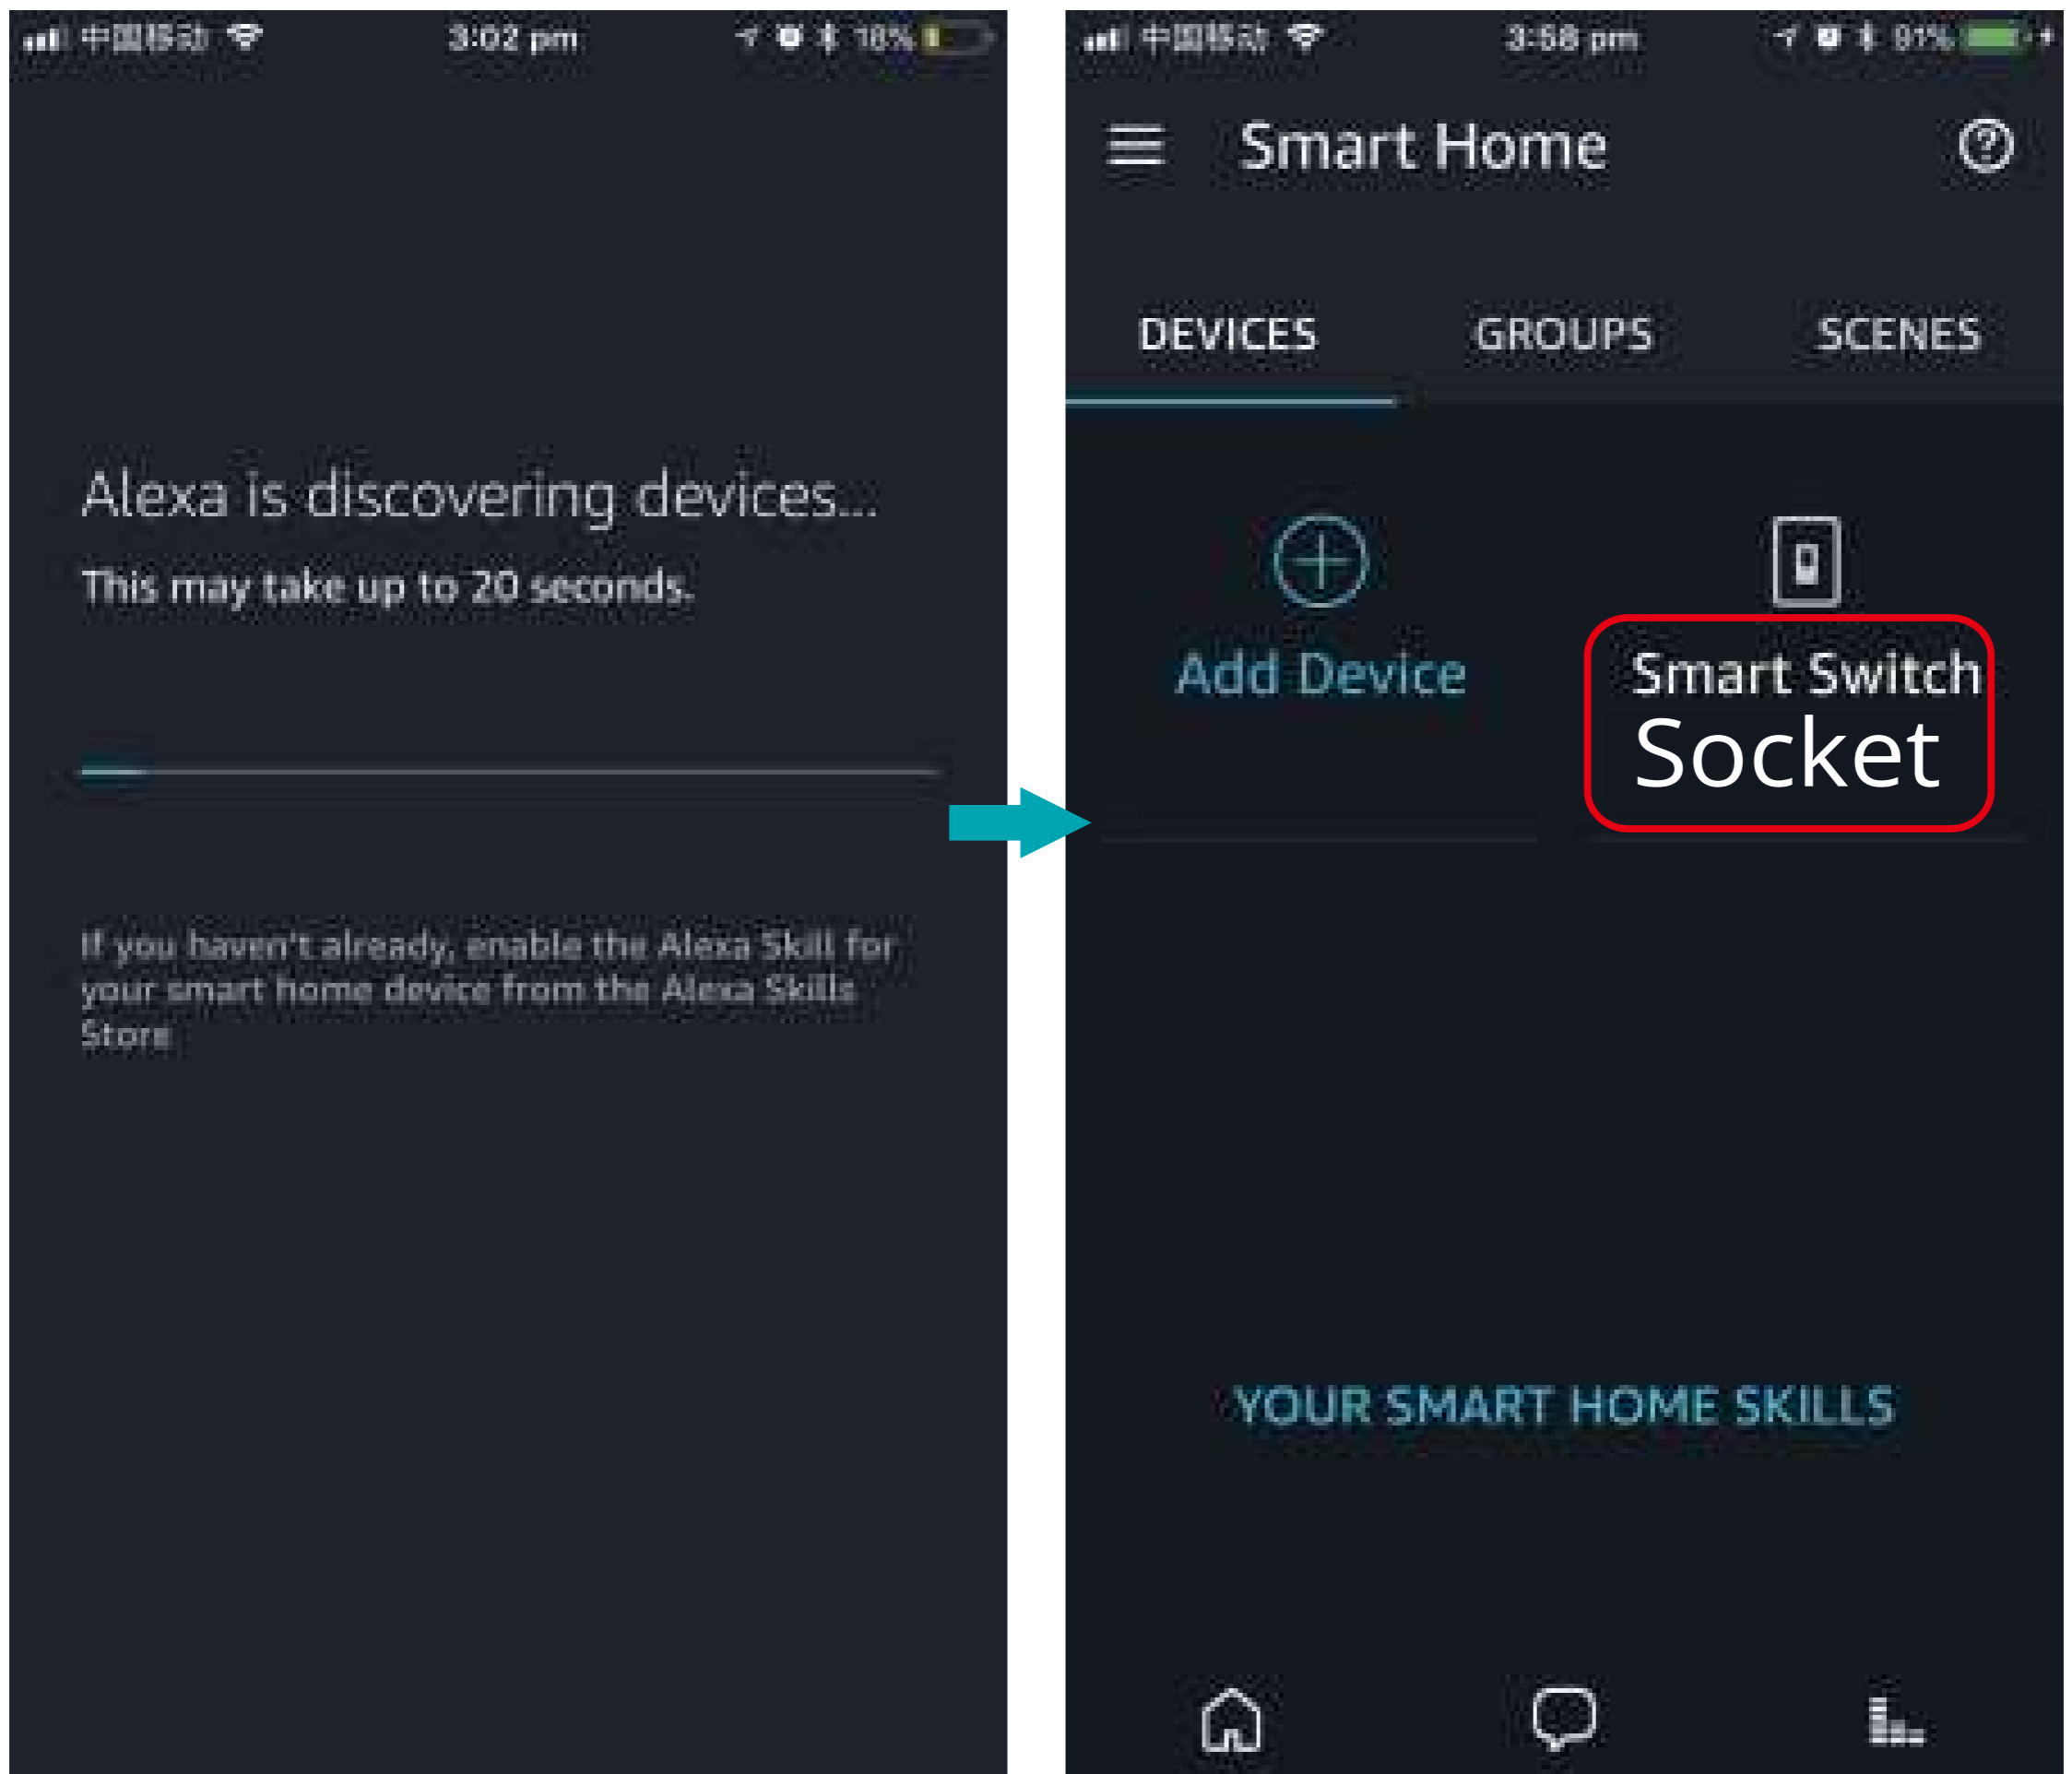 中国移动
3:02 pm
18%
Alexa is discovering devices...
This may take up to 20 seconds.
If you haven't already, enable the Alexa Skill for
your smart home device from the Alexa Skills
Store
中国移动
3:58 pm
91%
Smart Home
DEVICES
GROUPS
SCENES
Add Device
Smart Switch
Socket
YOUR SMART HOME SKILLS